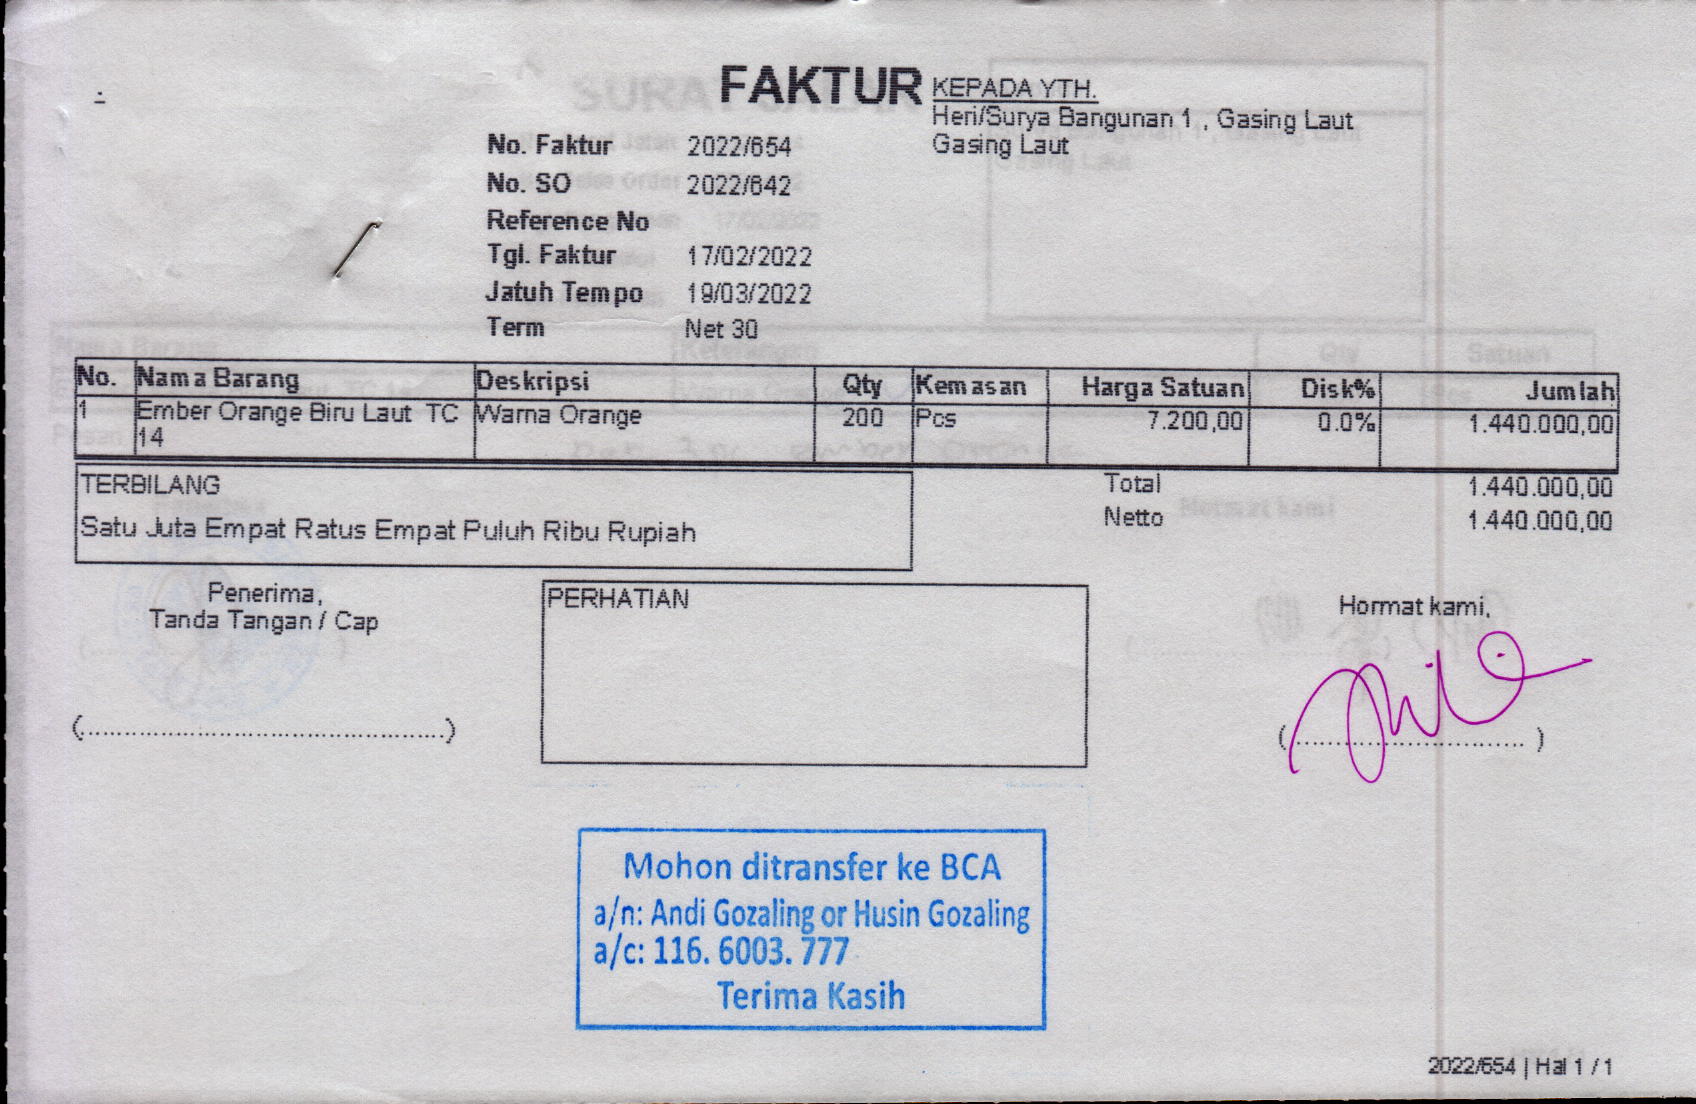 FAKTUR
KEPADA YTH.
Heri/Surya Bangunan 1 , Gasing Laut
Gasing Laut
No. Faktur 2022/654
No. SO 2022/642
Reference No
Tgl. Faktur 17/02/2022
Jatuh Tempo 19/03/2022
Term Net 30
No. Nama Barang Deskripsi Qty Kemasan Harga Satuan Disk% Jumlah
1 Ember Orange Biru Laut TC Warna Orange 200 Pcs 7.200,00 0.0% 1.440.000,00
14
TERBILANG
Satu Juta Empat Ratus Empat Puluh Ribu Rupiah
Total 1.440.000,00
Netto 1.440.000,00
Penerima,
Tanda Tangan / Cap
(................................................)
PERHATIAN
Hormat kami,
(.............................. )
Mohon ditransfer ke BCA
a/n: Andi Gozaling or Husin Gozaling
a/c: 116. 6003. 777
Terima Kasih
2022/654 | Hal 1 / 1